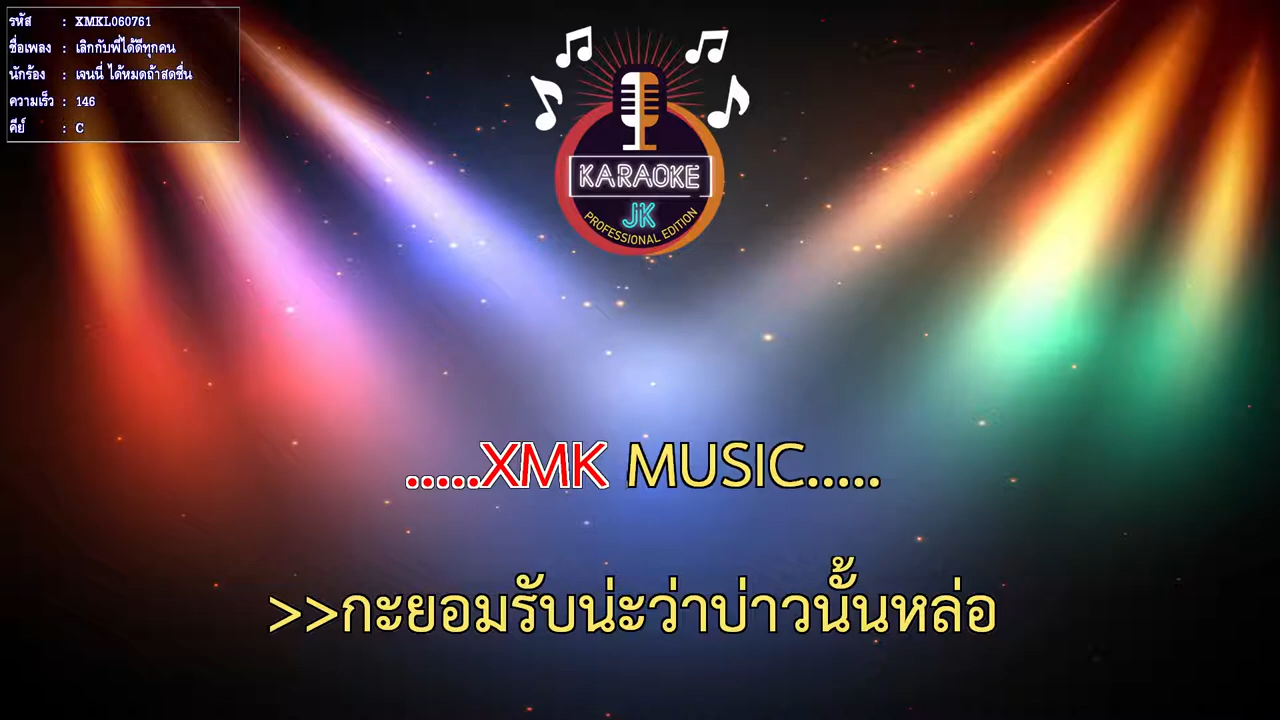 รหัส : XMKL060761
ชื่อเพลง : เลิกกับพี่ได้ดีทุกคน
นักร้อง : เจนนี่ ได้หมดถ้าสดชื่น
ความเร็ว : 146
คีย์ : C
KARAOKE
JK
PROFESSIONAL EDITION
.....XMK MUSIC.....
>>กะยอมรับน่ะว่าบ่าวนั้นหล่อ